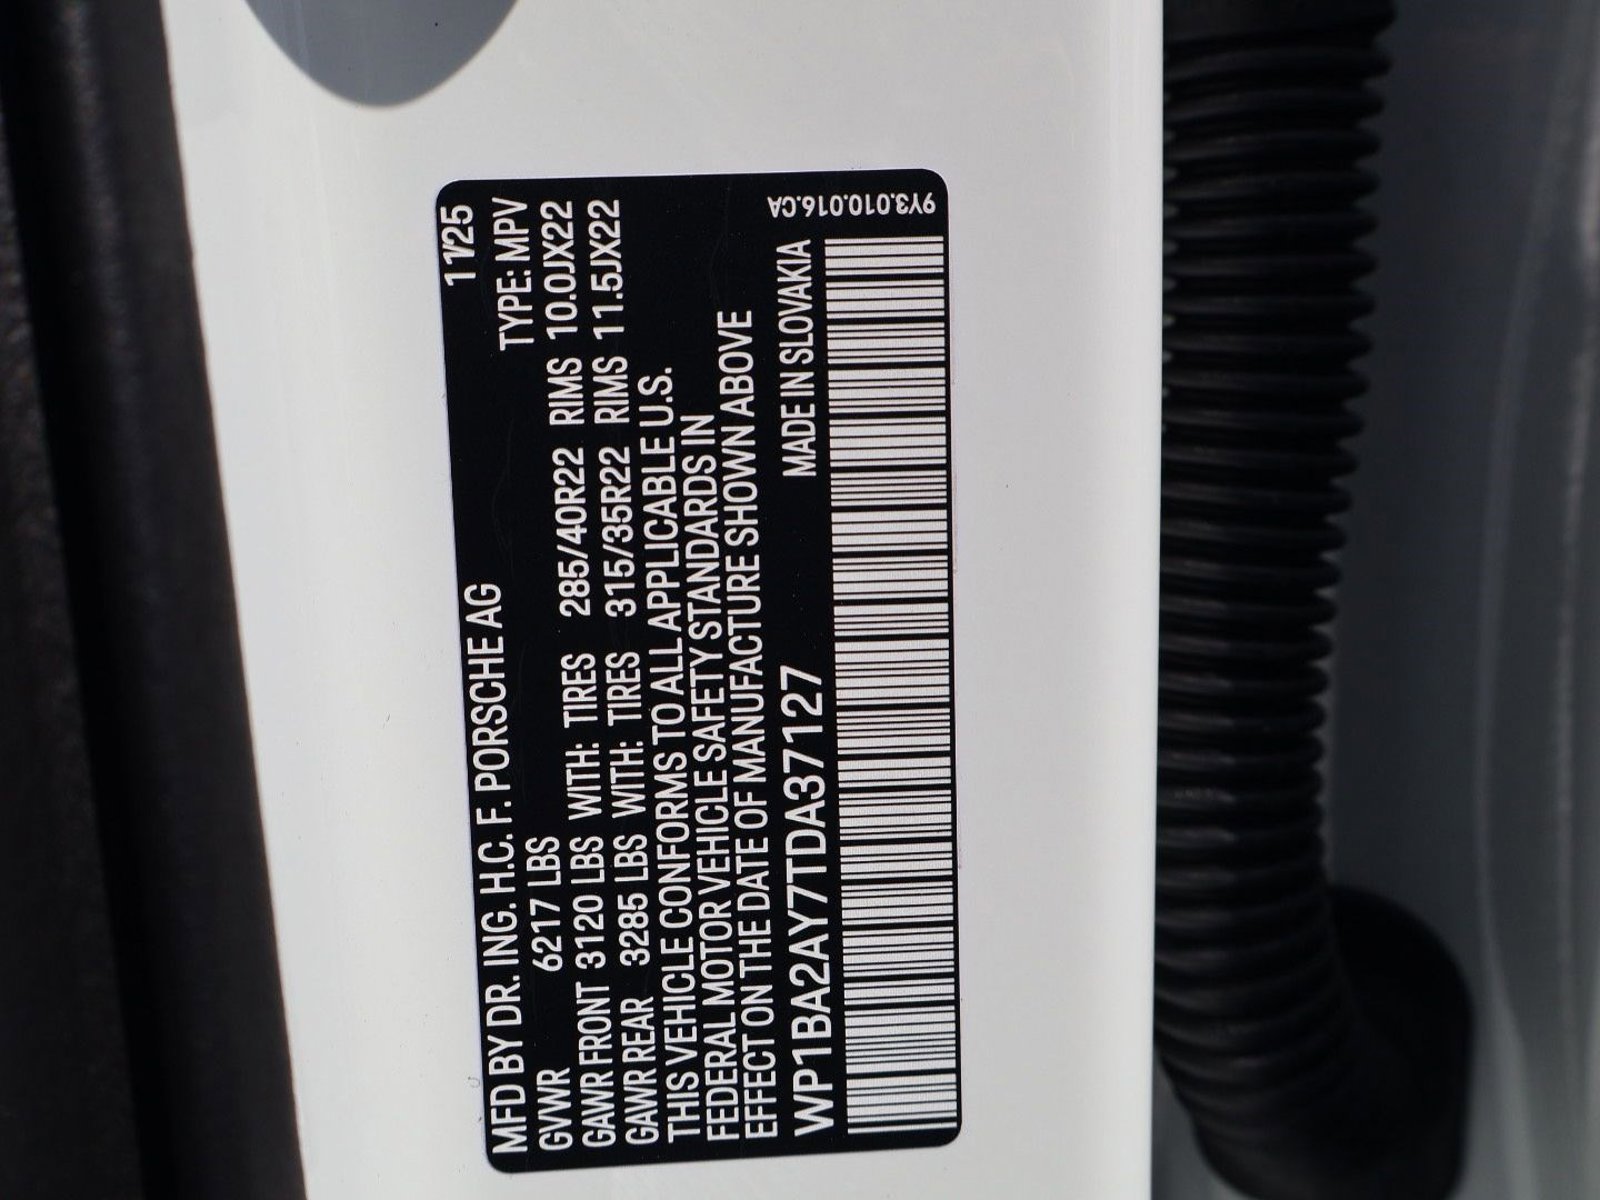 MFD BY DR. ING. H.C. F. PORSCHE AG 11/25
GVWR 6217 LBS TYPE: MPV
GAWR FRONT 3120 LBS WITH: TIRES 285/40R22 RIMS 10.0JX22
GAWR REAR 3285 LBS WITH: TIRES 315/35R22 RIMS 11.5JX22
THIS VEHICLE CONFORMS TO ALL APPLICABLE U.S.
FEDERAL MOTOR VEHICLE SAFETY STANDARDS IN
EFFECT ON THE DATE OF MANUFACTURE SHOWN ABOVE
WP1BA2AY7TDA37127 MADE IN SLOVAKIA
9Y3.010.016.CA